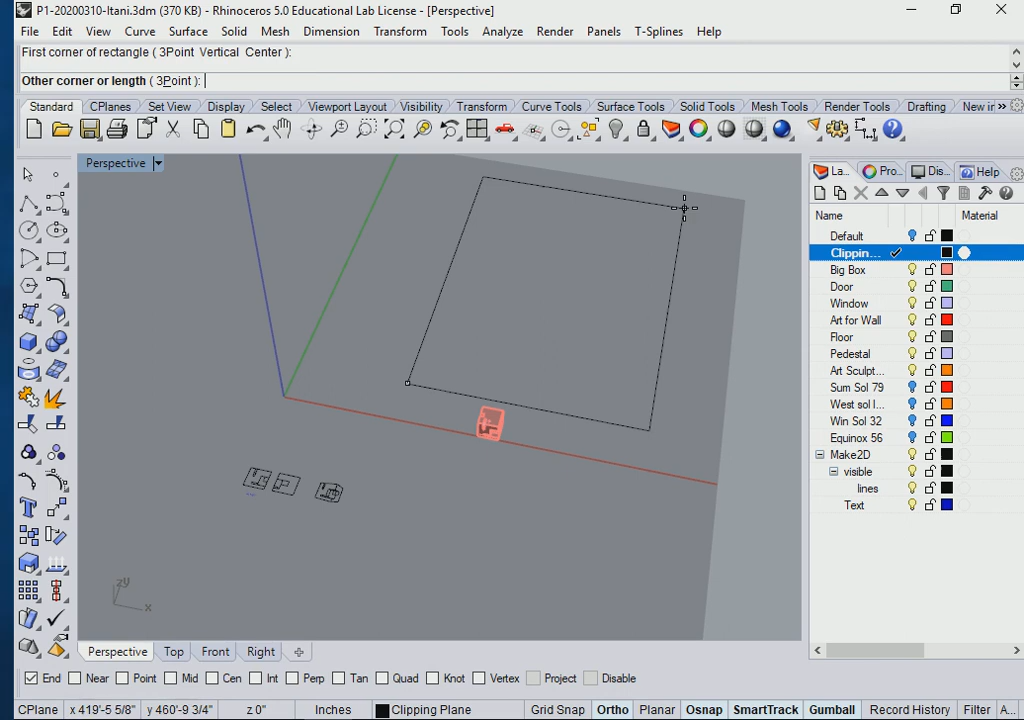 P1-20200310-Itani.3dm (370 KB) - Rhinoceros 5.0 Educational Lab License - [Perspective]
File Edit View Curve Surface Solid Mesh Dimension Transform Tools Analyze Render Panels T-Splines Help
First corner of rectangle ( 3Point Vertical Center ):
Other corner or length ( 3Point ):
Standard CPlanes Set View Display Select Viewport Layout Visibility Transform Curve Tools Surface Tools Solid Tools Mesh Tools Render Tools Drafting New in »
Perspective
La... Pro... Dis... Help
Name Material
Default
Clippin...
Big Box
Door
Window
Art for Wall
Floor
Pedestal
Art Sculpt...
Sum Sol 79
West sol I...
Win Sol 32
Equinox 56
Make2D
visible
lines
Text
zy
x
Perspective Top Front Right
End Near Point Mid Cen Int Perp Tan Quad Knot Vertex Project Disable
CPlane x 419'-5 5/8" y 460'-9 3/4" z 0" Inches Clipping Plane Grid Snap Ortho Planar Osnap SmartTrack Gumball Record History Filter A...